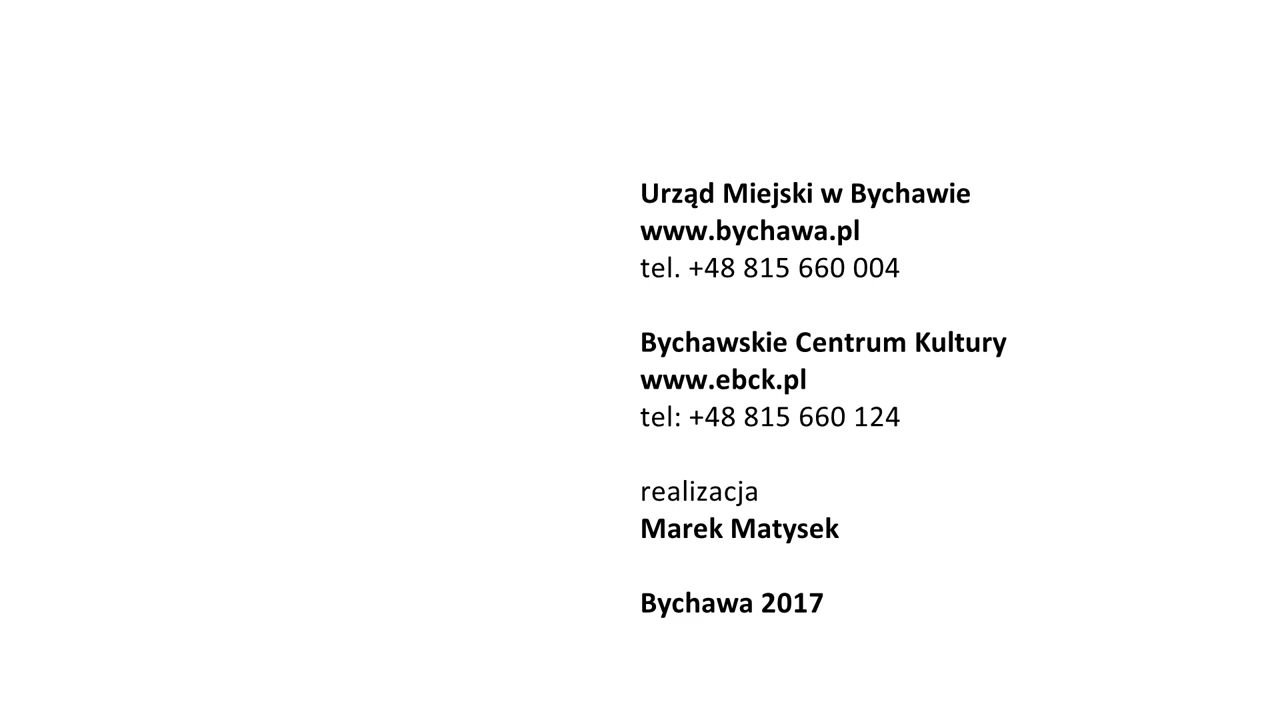 Urząd Miejski w Bychawie
www.bychawa.pl
tel. +48 815 660 004
Bychawskie Centrum Kultury
www.ebck.pl
tel: +48 815 660 124
realizacja
Marek Matysek
Bychawa 2017